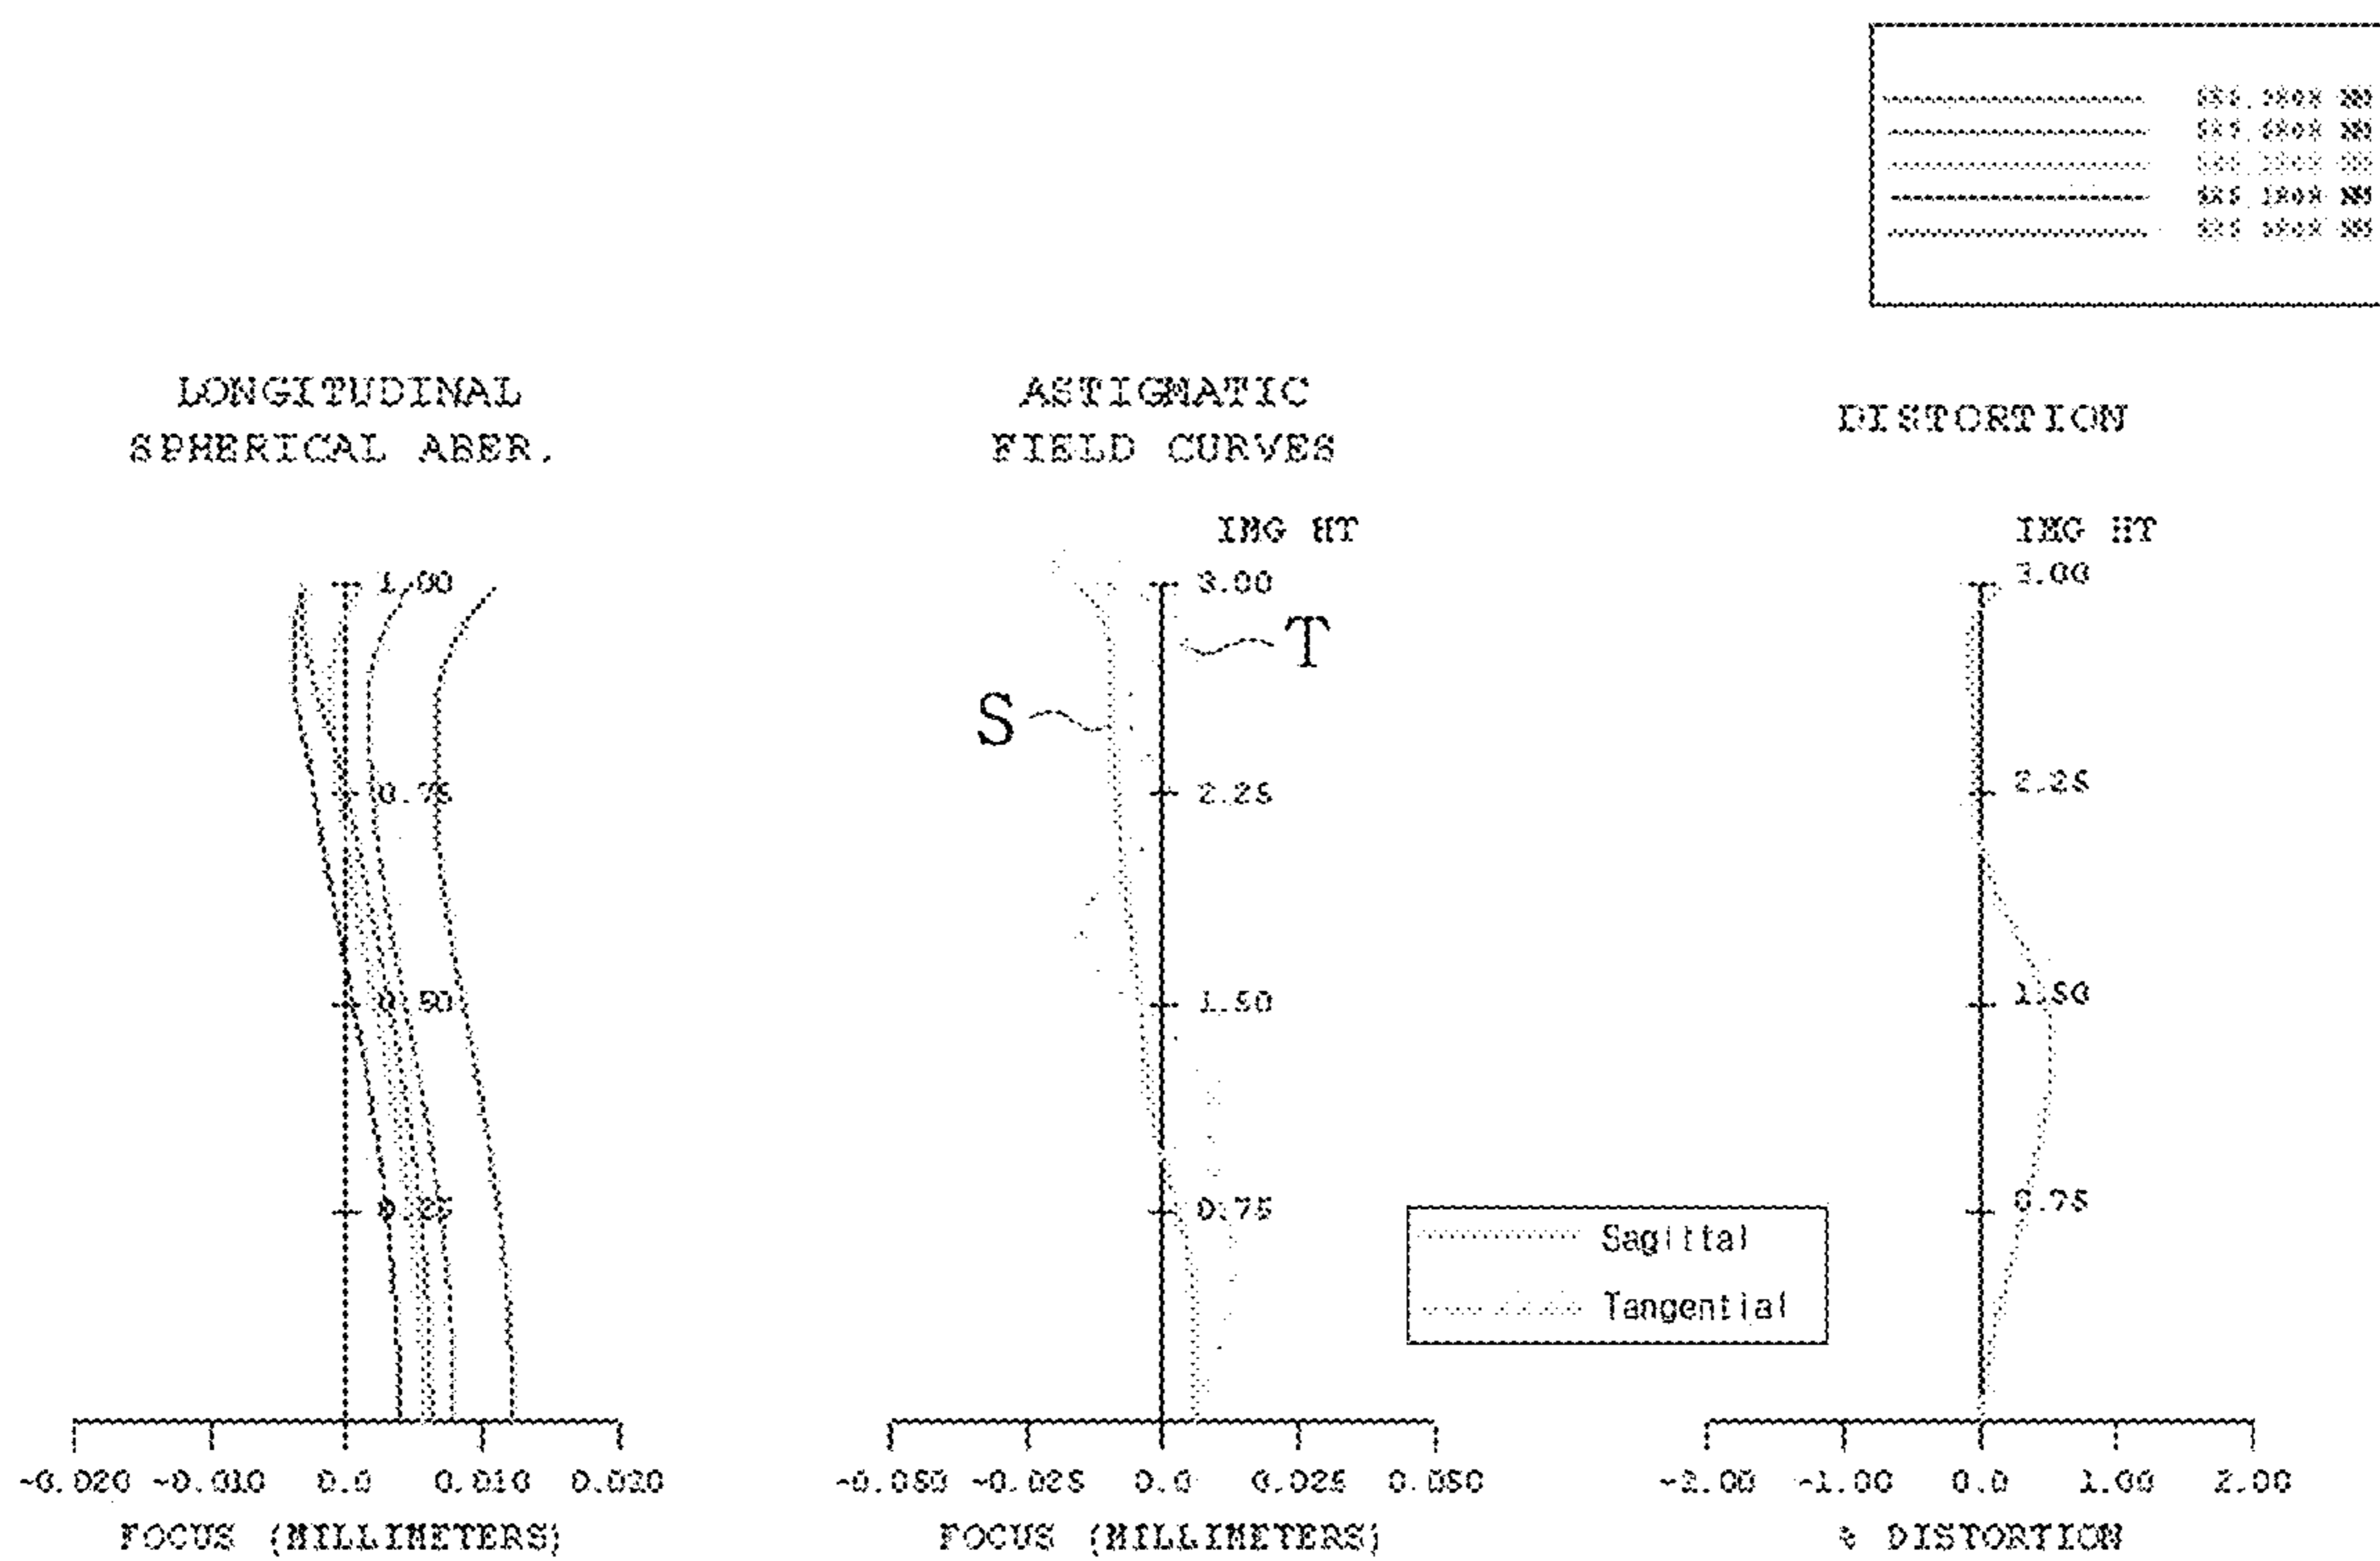 LONGITUDINAL
SPHERICAL ABER.
ASTIGMATIC
FIELD CURVES
DISTORTION
IMG HT
IMG HT
1.00
0.75
0.50
0.25
3.00
2.25
1.50
0.75
T
S
3.00
2.25
1.50
0.75
Sagittal
Tangential
-0.020 -0.010 0.0 0.010 0.020
-0.050 -0.025 0.0 0.025 0.050
-2.00 -1.00 0.0 1.00 2.00
FOCUS (MILLIMETERS)
FOCUS (MILLIMETERS)
% DISTORTION